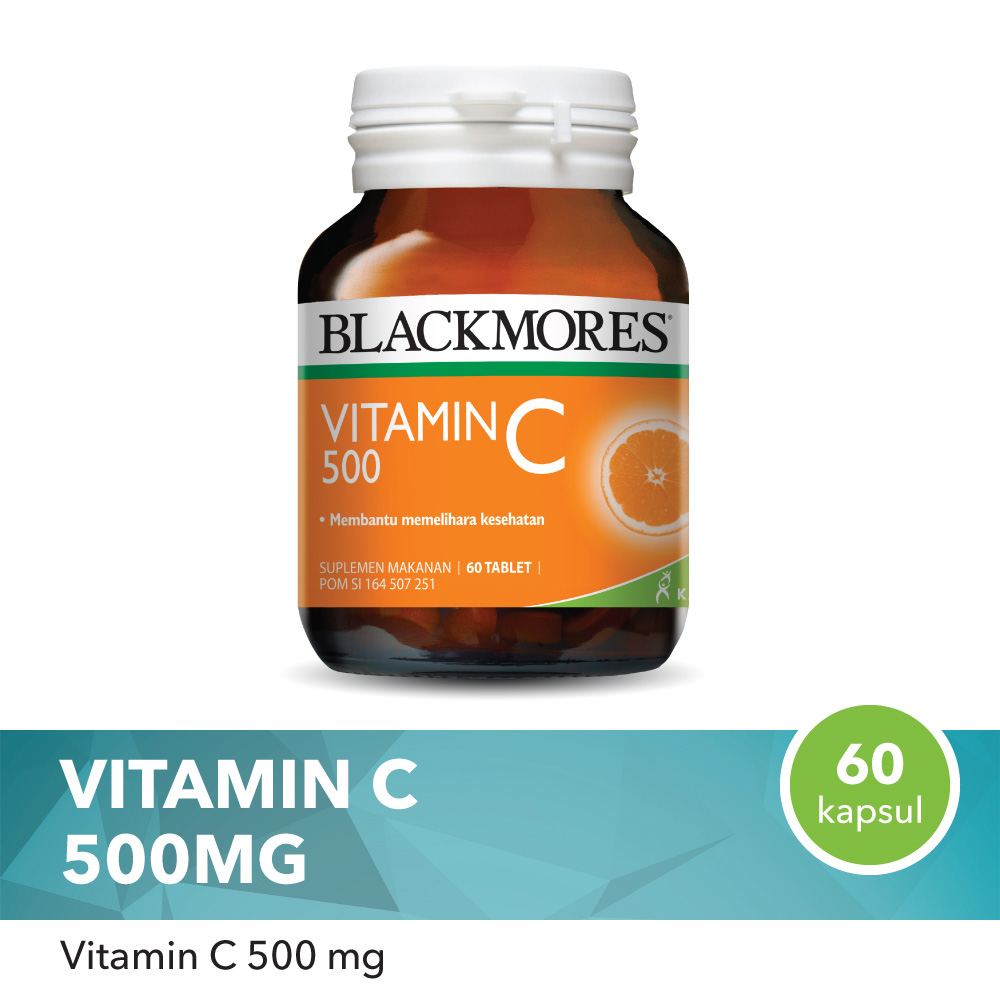 BLACKMORES®
VITAMIN C
500
• Membantu memelihara kesehatan
SUPLEMEN MAKANAN | 60 TABLET |
POM SI 164 507 251
VITAMIN C
500MG
60
kapsul
Vitamin C 500 mg